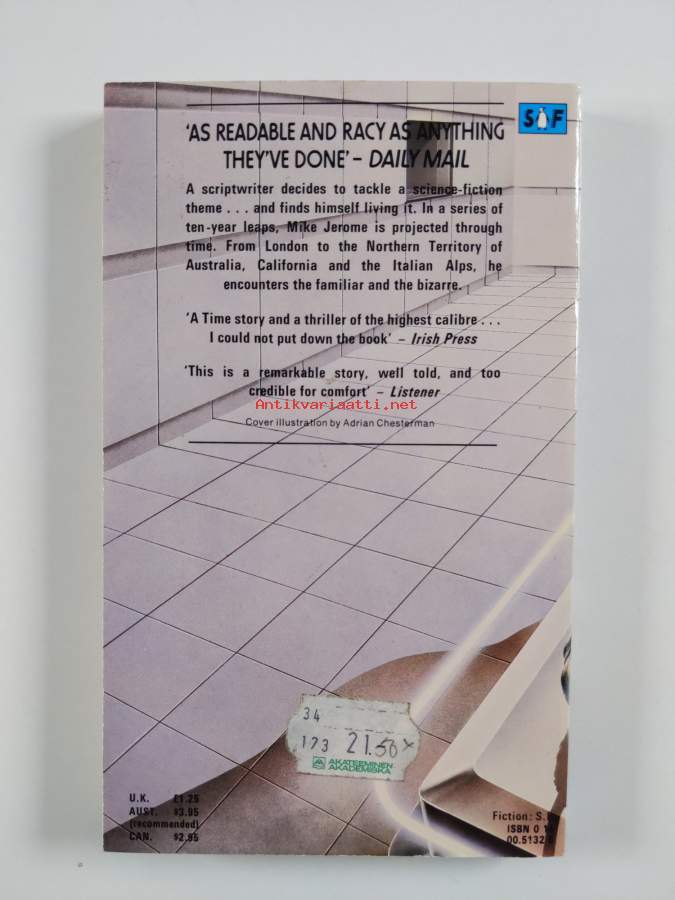 'AS READABLE AND RACY AS ANYTHING
THEY'VE DONE' – DAILY MAIL
SF
A scriptwriter decides to tackle a science-fiction
theme . . . and finds himself living it. In a series of
ten-year leaps, Mike Jerome is projected through
time. From London to the Northern Territory of
Australia, California and the Italian Alps, he
encounters the familiar and the bizarre.
'A Time story and a thriller of the highest calibre . . .
I could not put down the book' – Irish Press
'This is a remarkable story, well told, and too
credible for comfort' – Listener
Antikvariaatti.net
Cover illustration by Adrian Chesterman
34
173 21.50
AKATEEMINEN
AKADEMISKA
U.K. £1.25
AUST. $3.95
(recommended)
CAN. $2.95
Fiction: S.
ISBN 0 14
00.5132